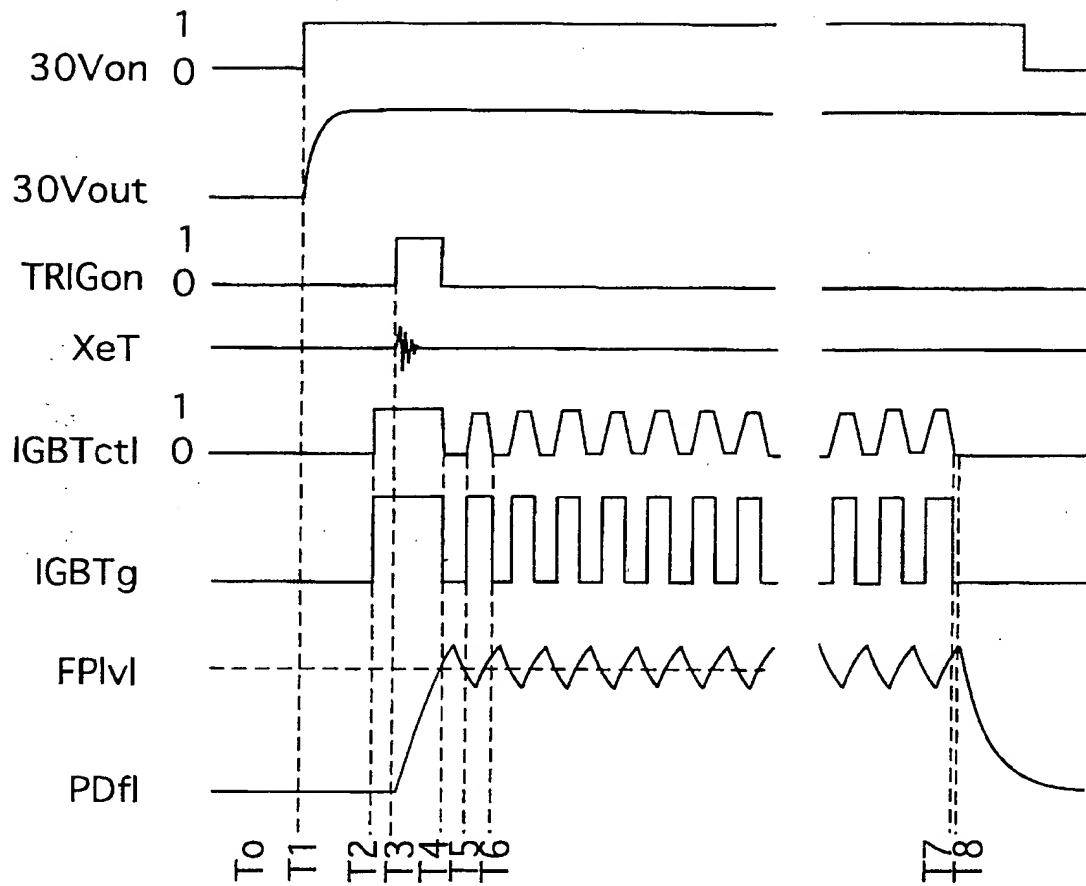 1
30Von 0
30Vout
1
TRIGon 0
XeT
1
IGBTctl 0
IGBTg
FPlvl
PDfl
To T1 T2 T3 T4 T5 T6 T7 T8